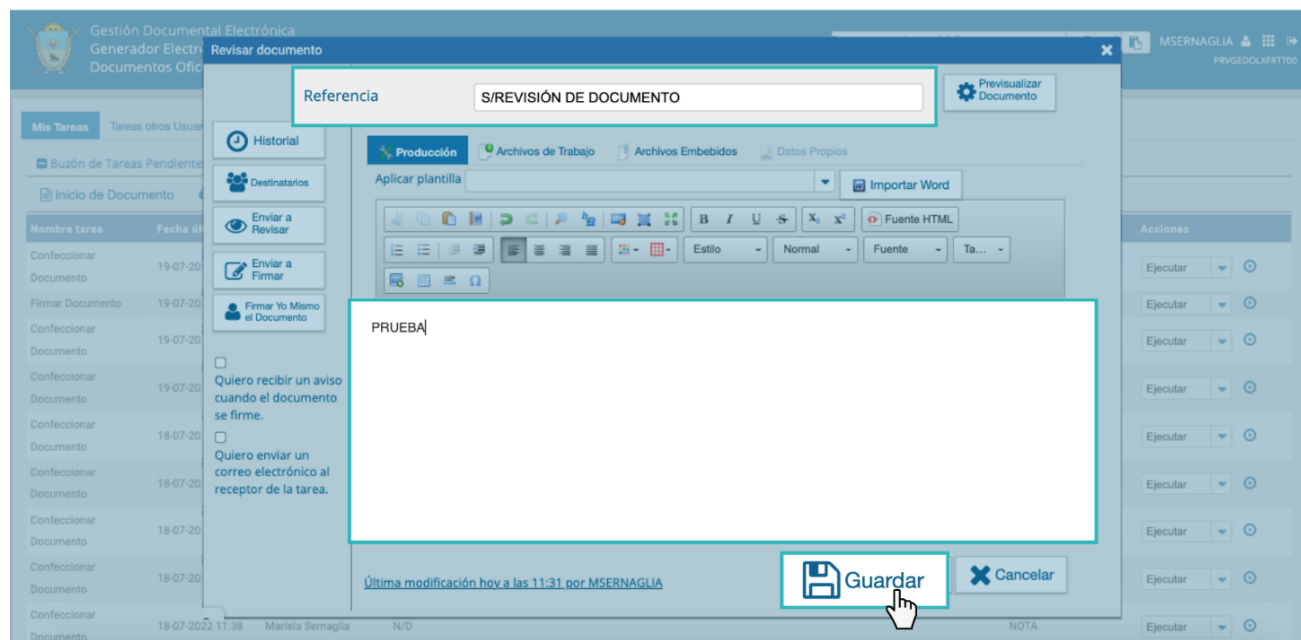 Gestión Documental Electrónica
Generador Electró
Documentos Ofic
MSERNAGLIA
PRVGEDOLXFRTT00
Revisar documento
Referencia
S/REVISIÓN DE DOCUMENTO
Previsualizar
Documento
Mis Tareas
Tareas otros Usuar
Buzón de Tareas Pendiente
Inicio de Documento
Historial
Destinatarios
Enviar a
Revisar
Enviar a
Firmar
Firmar Yo Mismo
el Documento
Quiero recibir un aviso
cuando el documento
se firme.
Quiero enviar un
correo electrónico al
receptor de la tarea.
Producción
Archivos de Trabajo
Archivos Embebidos
Datos Propios
Aplicar plantilla
Importar Word
B I U S X₂ X² Fuente HTML
Estilo
Normal
Fuente
Ta...
Ω
PRUEBA
Última modificación hoy a las 11:31 por MSERNAGLIA
Guardar
Cancelar
Nombre tarea
Fecha últ
Acciones
Confeccionar
Documento
19-07-20
Ejecutar
Firmar Documento
19-07-20
Ejecutar
Confeccionar
Documento
19-07-20
Ejecutar
Confeccionar
Documento
19-07-20
Ejecutar
Confeccionar
Documento
18-07-20
Ejecutar
Confeccionar
Documento
18-07-20
Ejecutar
Confeccionar
Documento
18-07-20
Ejecutar
Confeccionar
Documento
18-07-20
Ejecutar
Confeccionar
Documento
18-07-2022 11:38
Mariela Sernaglia
N/D
NOTA
Ejecutar